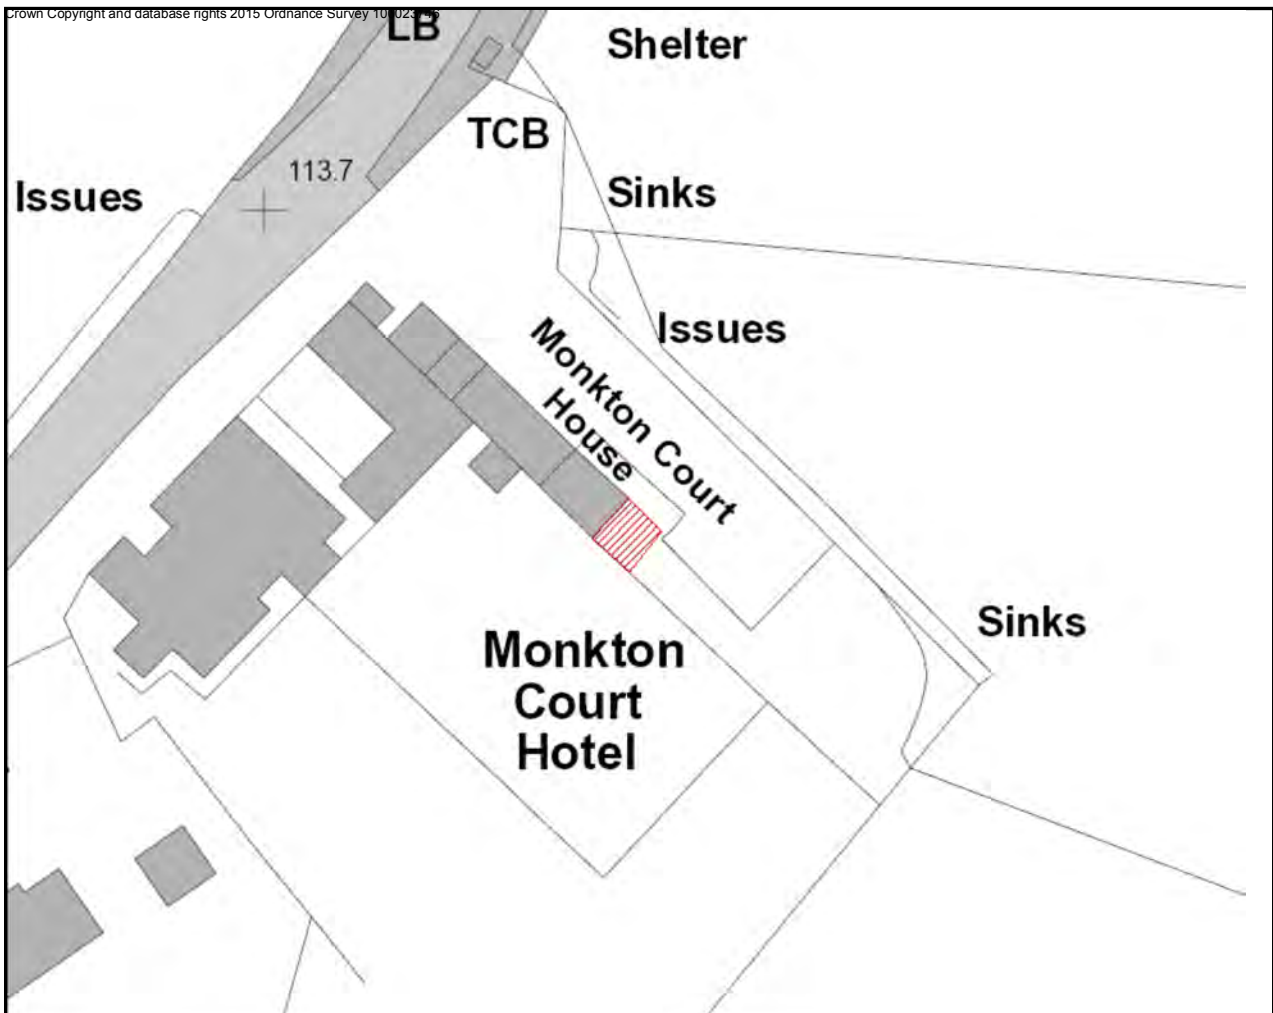 Crown Copyright and database rights 2015 Ordnance Survey
LB
Shelter
TCB
113.7
Issues
Sinks
Issues
Monkton Court
House
Sinks
Monkton
Court
Hotel